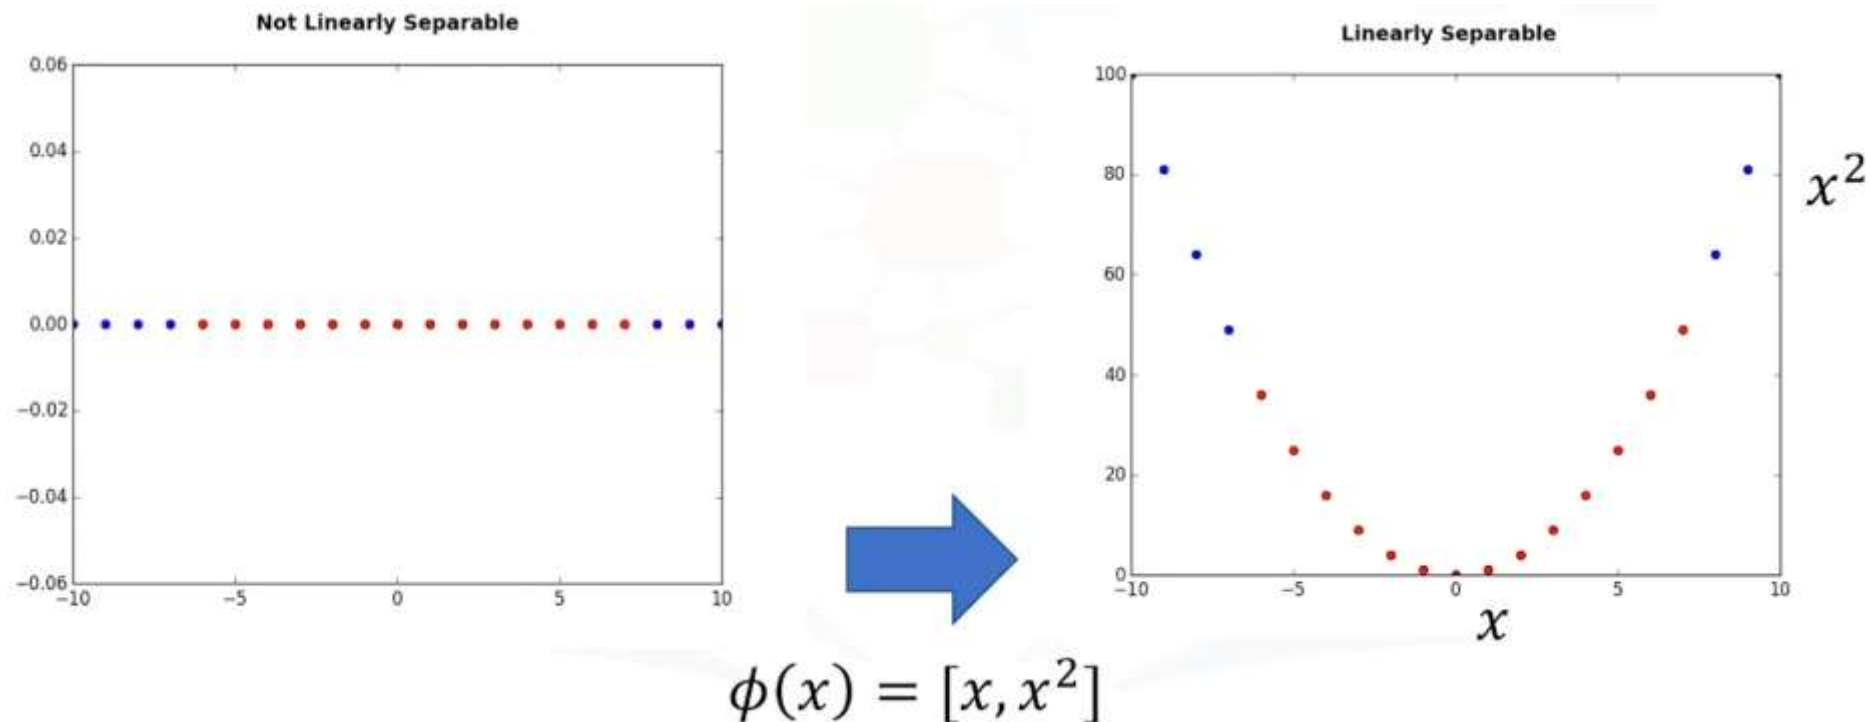 Not Linearly Separable
0.06
0.04
0.02
0.00
−0.02
−0.04
−0.06
−10 −5 0 5 10
Linearly Separable
100
80
60
40
20
0
−10 −5 0 5 10
x
x²
ϕ(x) = [x, x²]